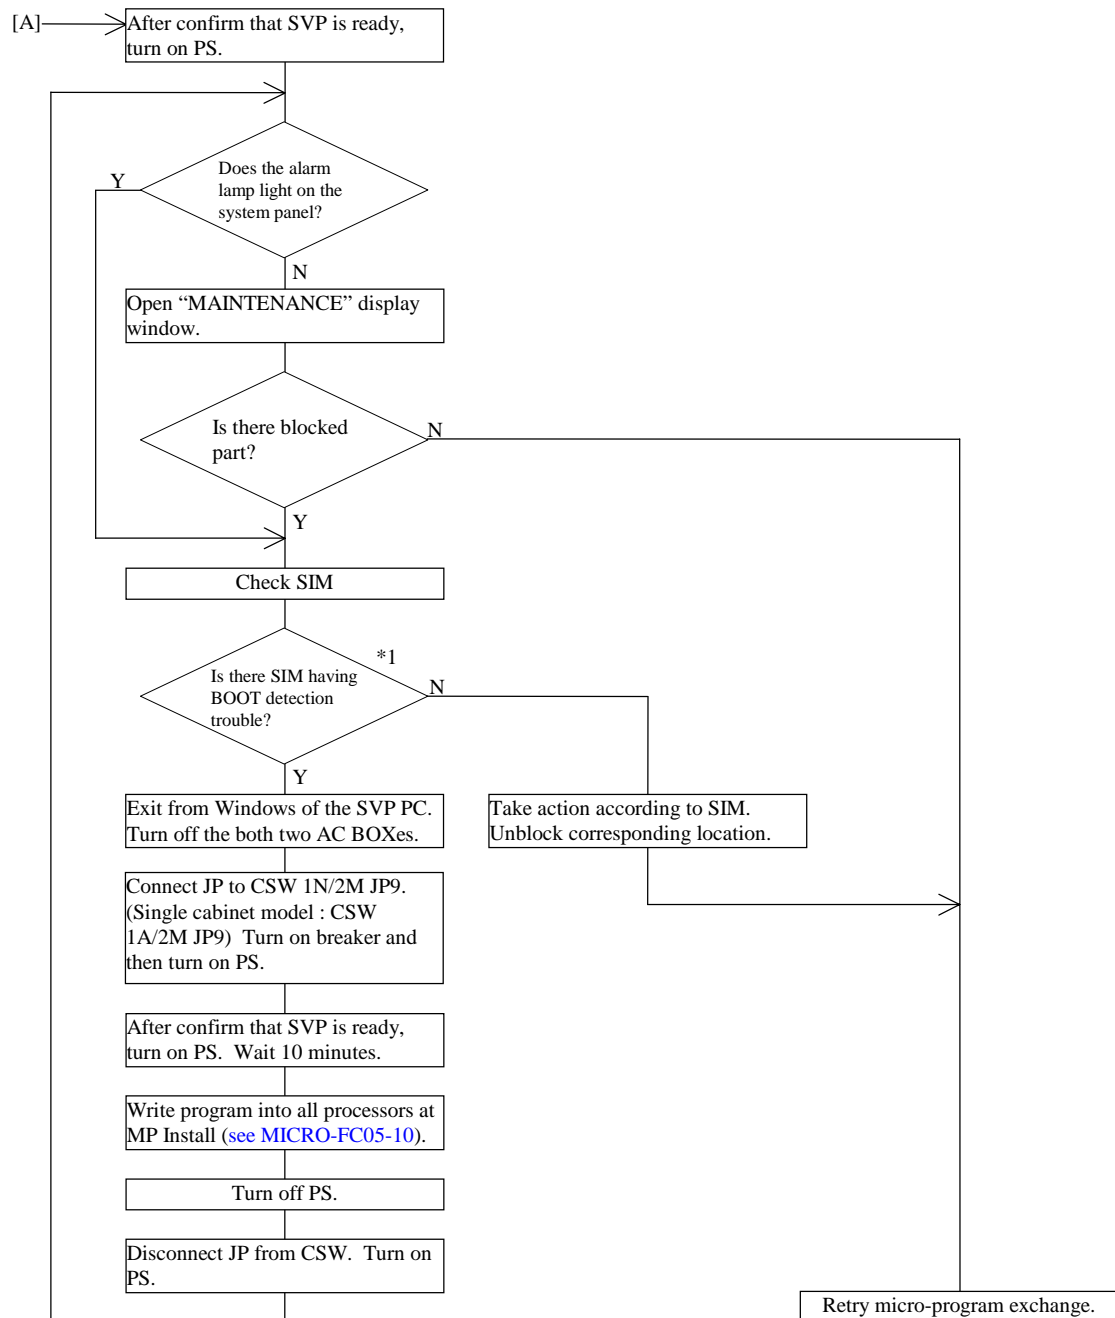 [A]
After confirm that SVP is ready,
turn on PS.
Does the alarm
lamp light on the
system panel?
Y
N
Open “MAINTENANCE” display
window.
Is there blocked
part?
N
Y
Check SIM
*1
Is there SIM having
BOOT detection
trouble?
N
Y
Exit from Windows of the SVP PC.
Turn off the both two AC BOXes.
Take action according to SIM.
Unblock corresponding location.
Connect JP to CSW 1N/2M JP9.
(Single cabinet model : CSW
1A/2M JP9)  Turn on breaker and
then turn on PS.
After confirm that SVP is ready,
turn on PS.  Wait 10 minutes.
Write program into all processors at
MP Install (see MICRO-FC05-10).
Turn off PS.
Disconnect JP from CSW.  Turn on
PS.
Retry micro-program exchange.